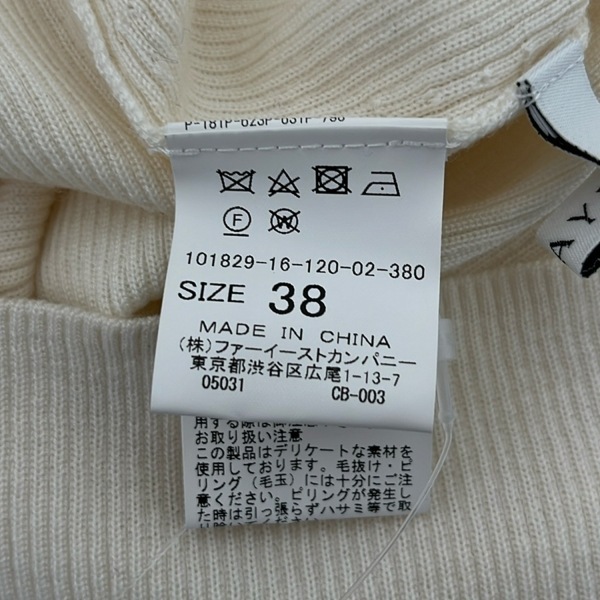 P-181P-623P-631P-798
F
W
101829-16-120-02-380
SIZE 38
MADE IN CHINA
(株)ファーイーストカンパニー
東京都渋谷区広尾1-13-7
05031 CB-003
お取り扱い注意
この製品はデリケートな素材を
使用しております。毛抜け・ピ
リング(毛玉)には十分にご注
意ください。ピリングが発生し
た時は引っ張らずハサミ等で取